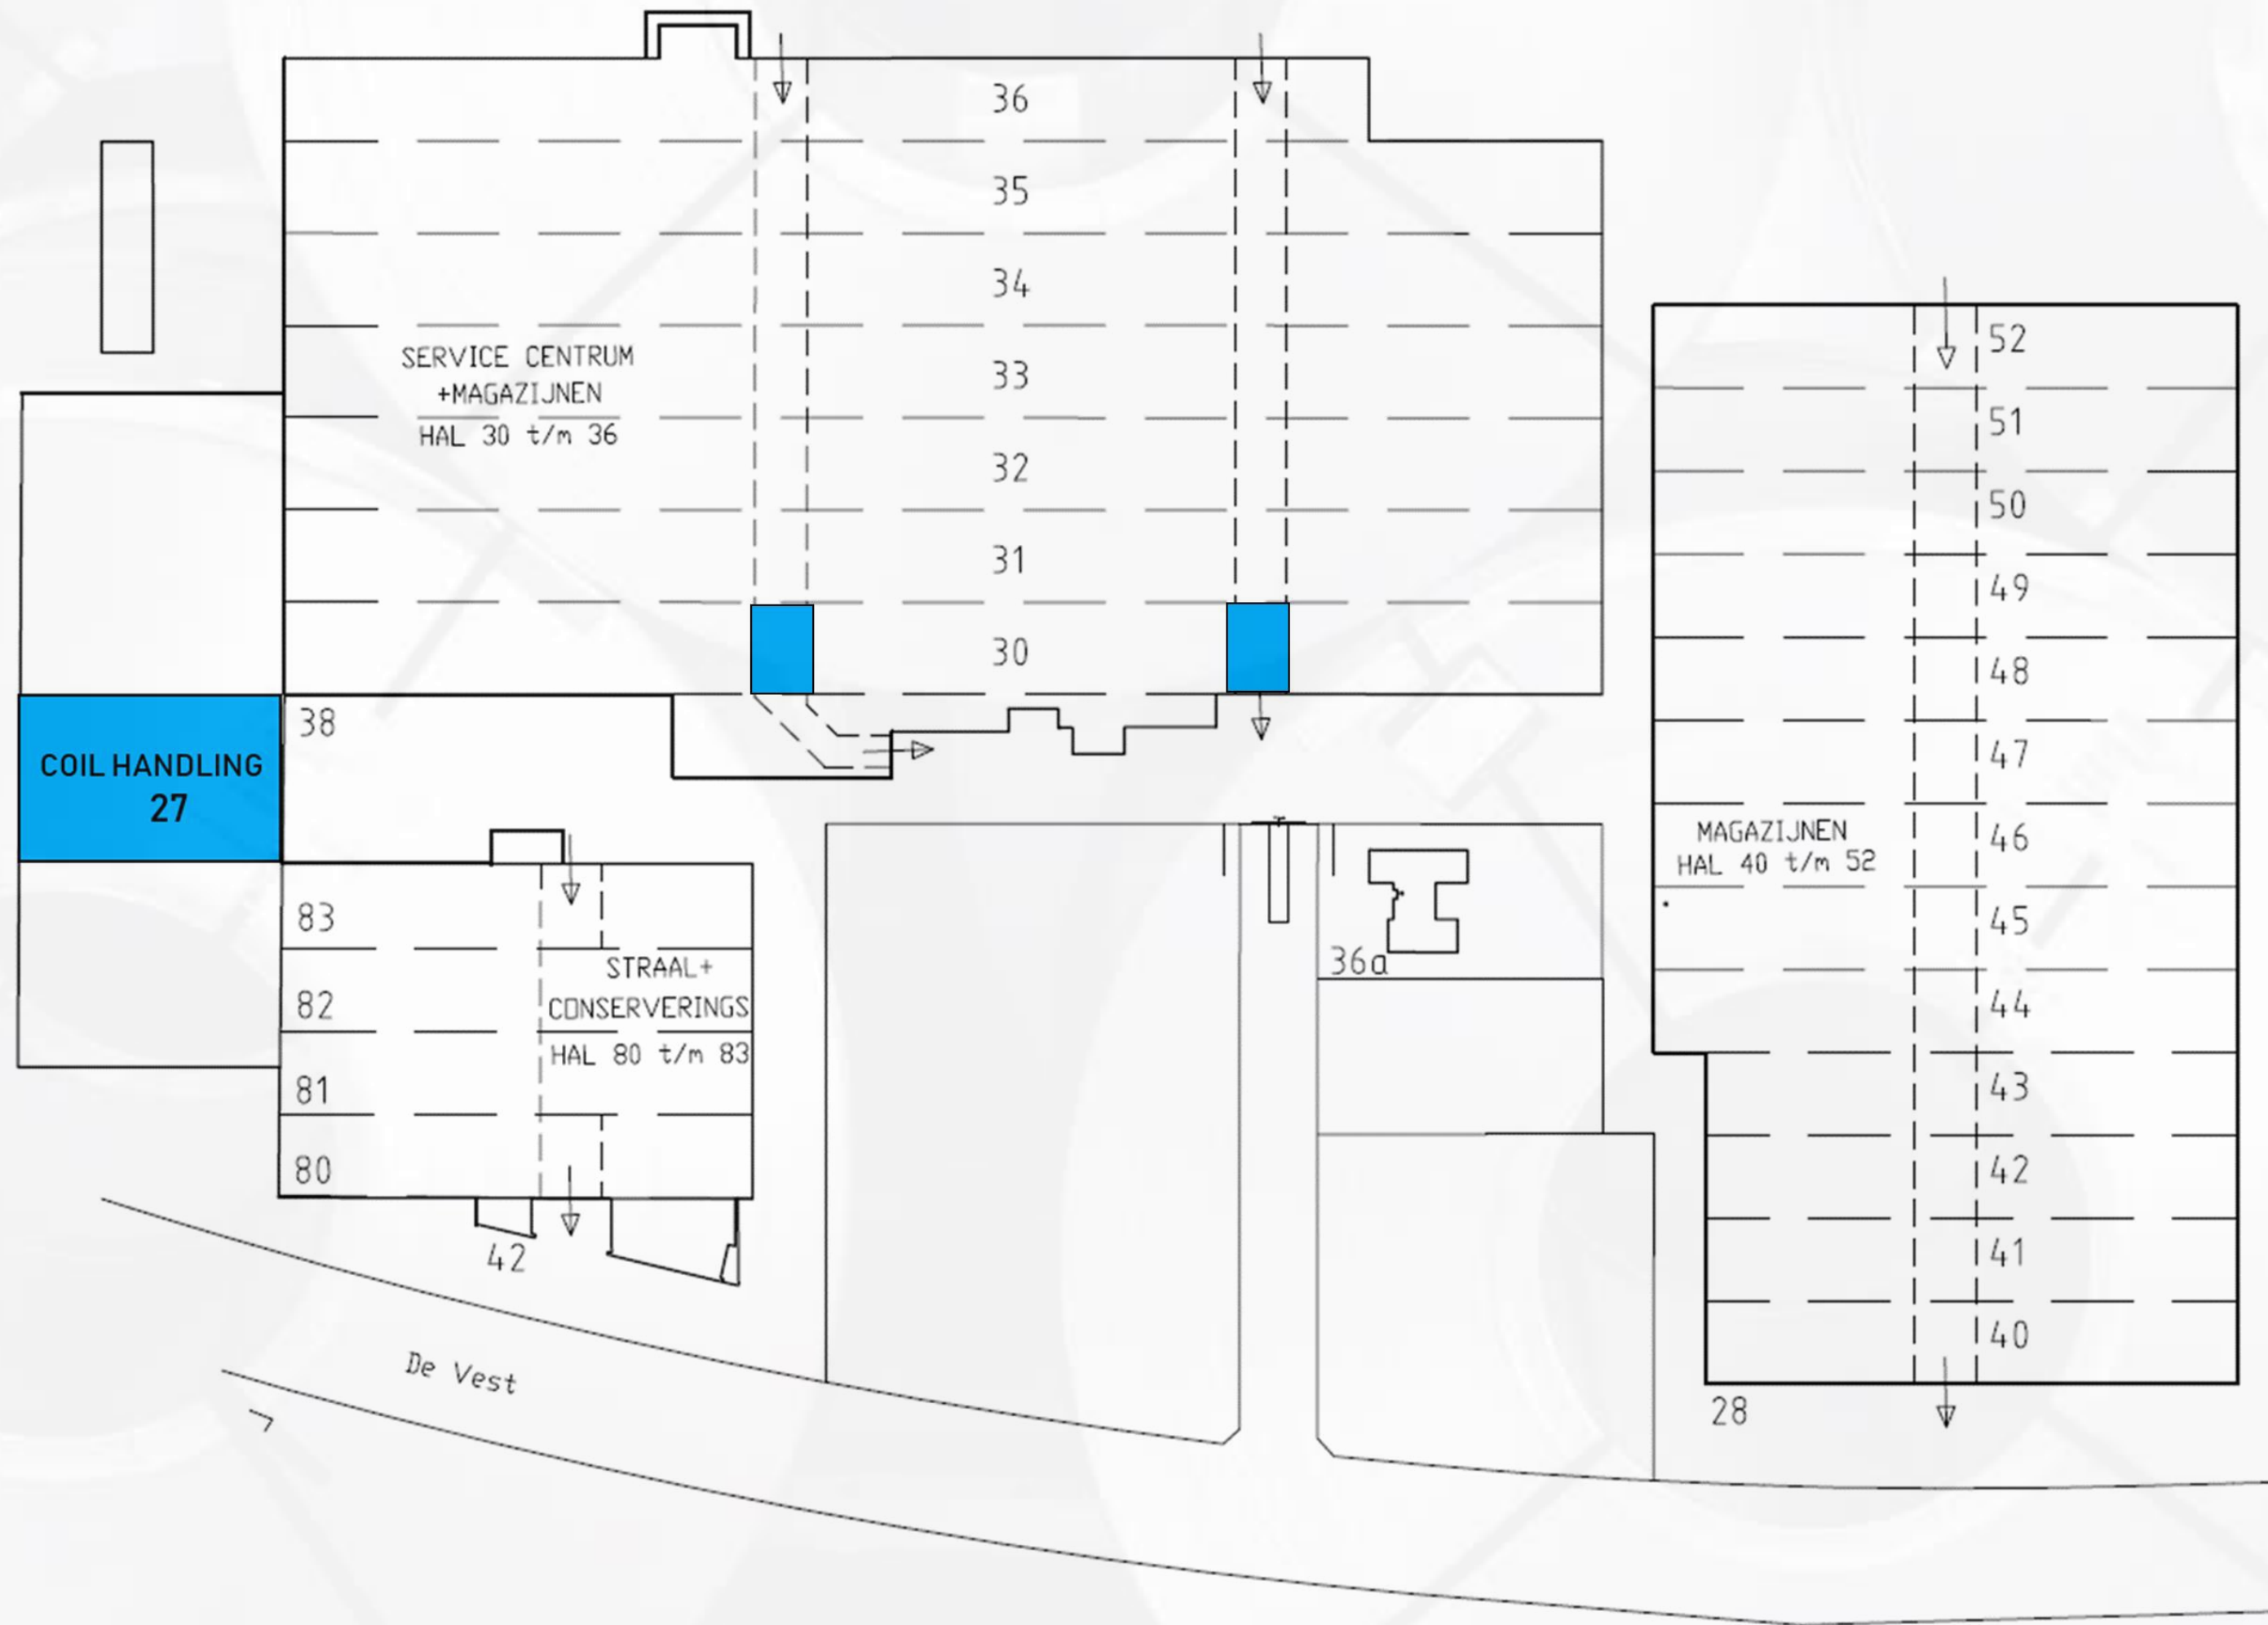 36
35
34
33
32
31
30
SERVICE CENTRUM
+MAGAZIJNEN
HAL 30 t/m 36
38
COIL HANDLING
27
83
82
81
80
STRAAL+
CONSERVERINGS
HAL 80 t/m 83
42
De Vest
36a
52
51
50
49
48
47
46
45
44
43
42
41
40
MAGAZIJNEN
HAL 40 t/m 52
28